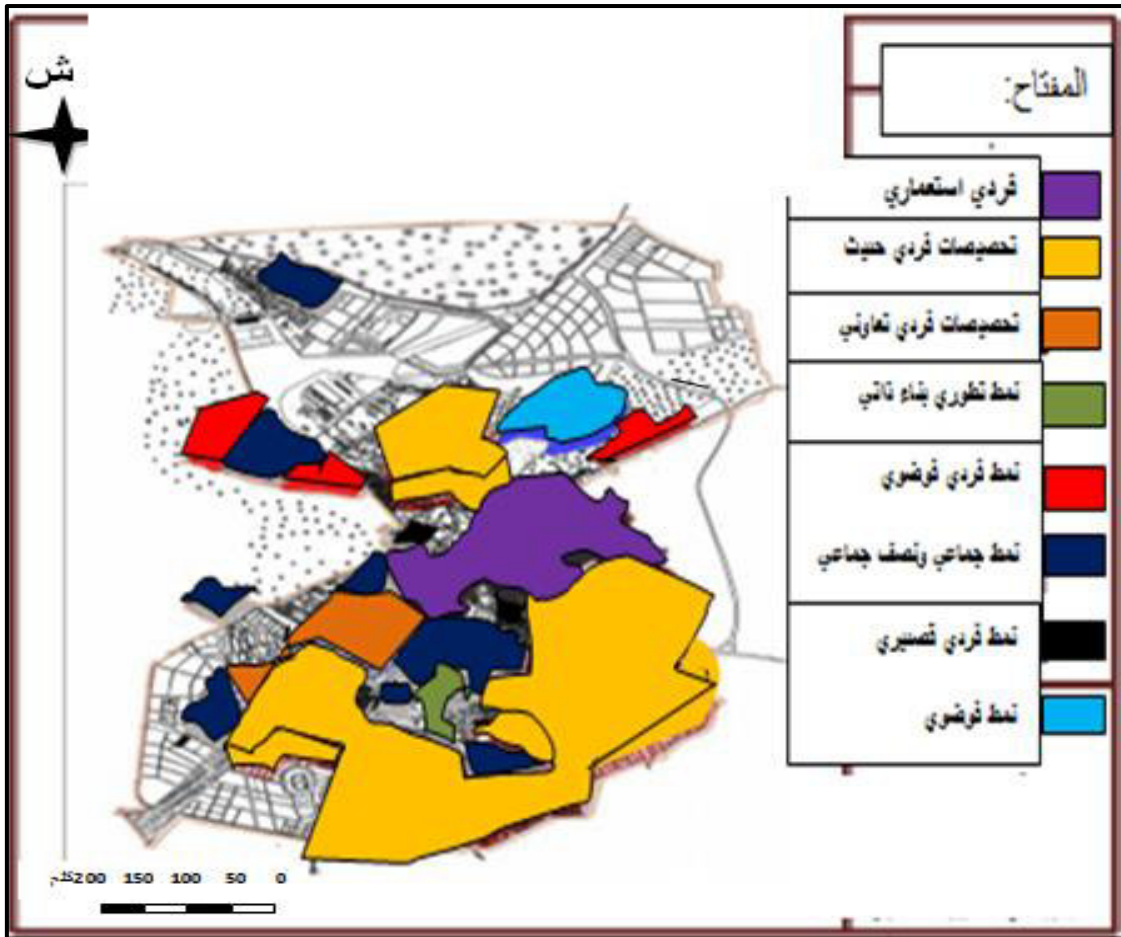 ش
المفتاح:
فردي استعماري
تحصيصات فردي حديث
تحصيصات فردي تعاوني
نمط تطوري بناء ذاتي
نمط فردي فوضوي
نمط جماعي ونصف جماعي
نمط فردي قصديري
نمط فوضوي
0 50 100 150 200كلم